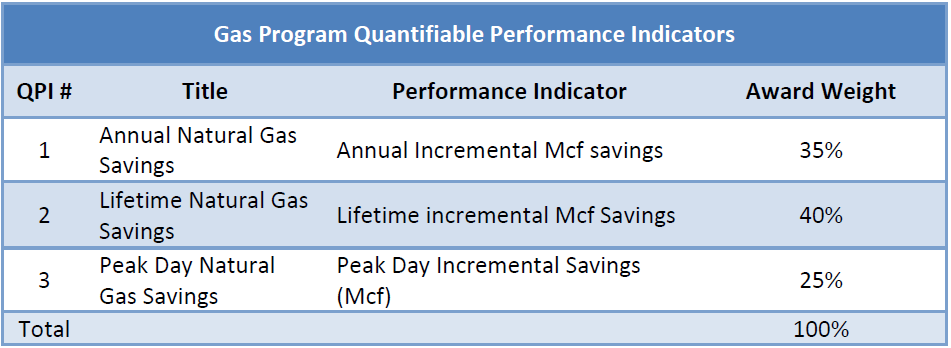 Gas Program Quantifiable Performance Indicators
QPI # Title Performance Indicator Award Weight
1 Annual Natural Gas Savings Annual Incremental Mcf savings 35%
2 Lifetime Natural Gas Savings Lifetime incremental Mcf Savings 40%
3 Peak Day Natural Gas Savings Peak Day Incremental Savings (Mcf) 25%
Total 100%